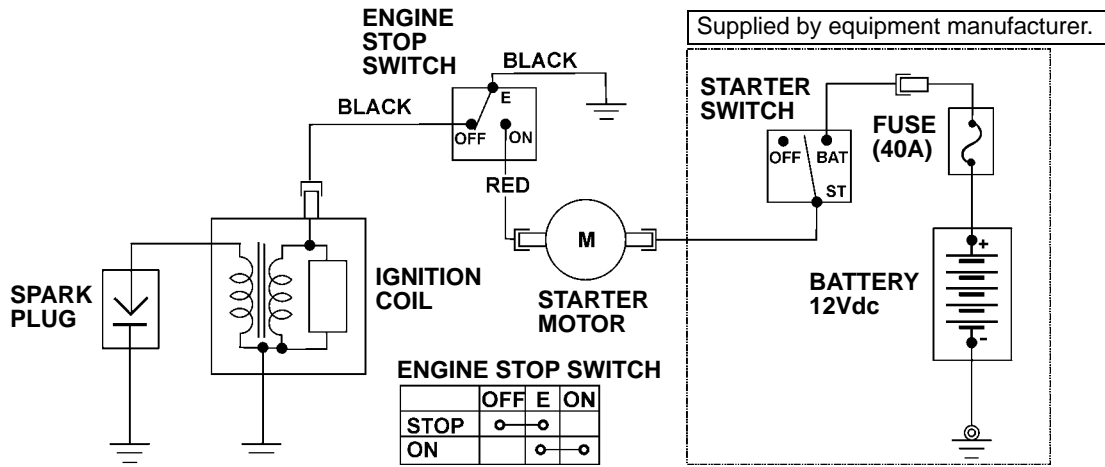 ENGINE
STOP
SWITCH
Supplied by equipment manufacturer.
BLACK
BLACK
E
OFF
ON
RED
STARTER
SWITCH
OFF
BAT
ST
FUSE
(40A)
M
STARTER
MOTOR
BATTERY
12Vdc
+
-
IGNITION
COIL
SPARK
PLUG
ENGINE STOP SWITCH
OFF E ON
STOP
ON